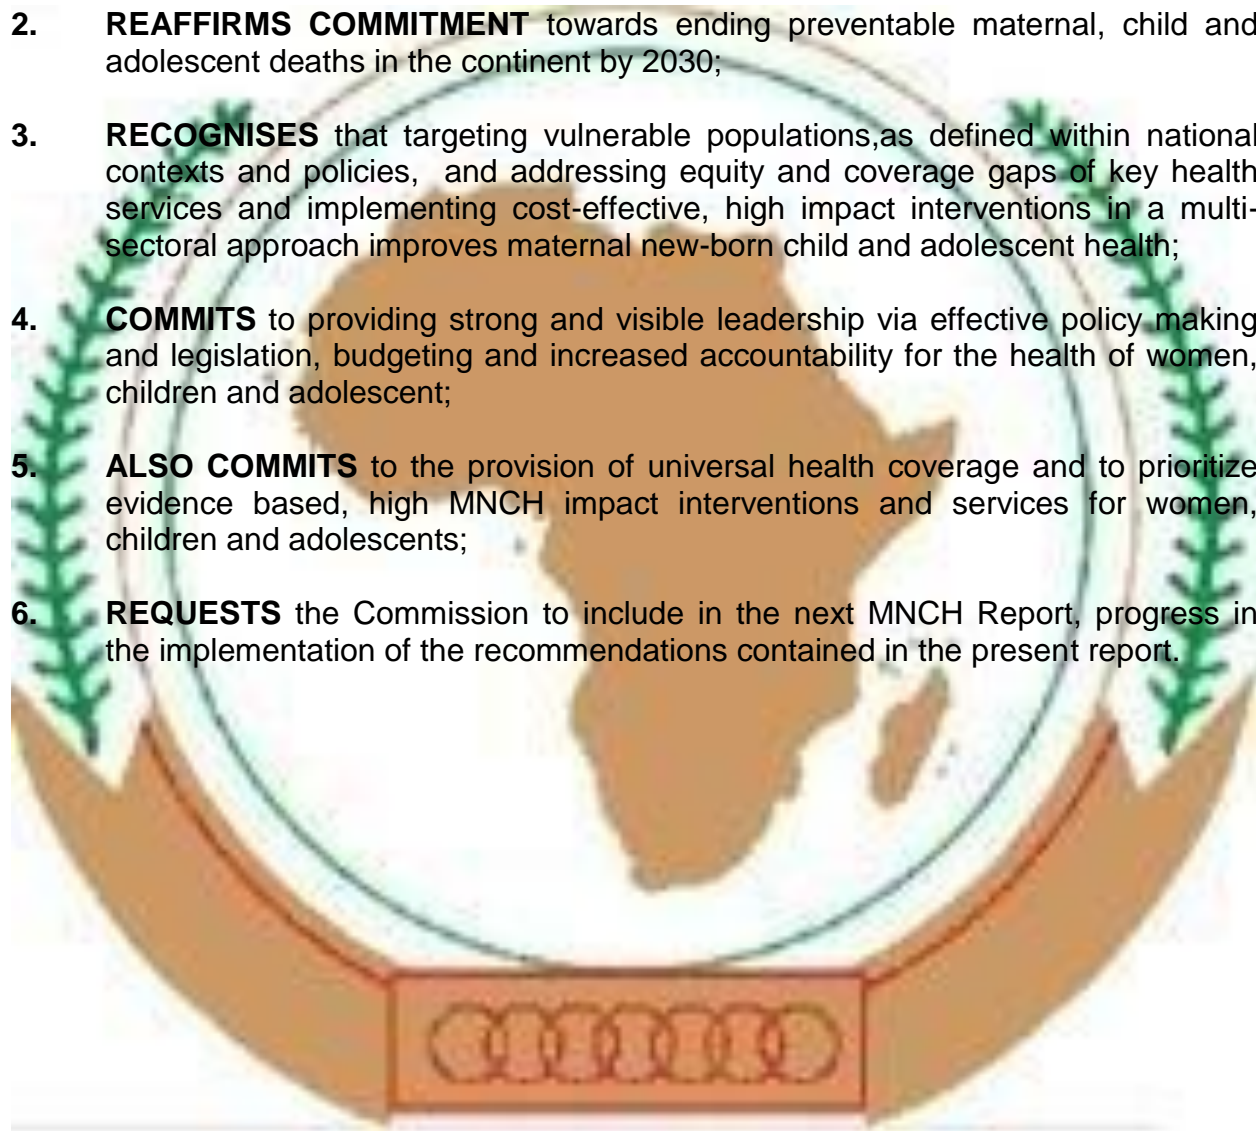 2. REAFFIRMS COMMITMENT towards ending preventable maternal, child and
adolescent deaths in the continent by 2030;
3. RECOGNISES that targeting vulnerable populations,as defined within national
contexts and policies, and addressing equity and coverage gaps of key health
services and implementing cost-effective, high impact interventions in a multi-
sectoral approach improves maternal new-born child and adolescent health;
4. COMMITS to providing strong and visible leadership via effective policy making
and legislation, budgeting and increased accountability for the health of women,
children and adolescent;
5. ALSO COMMITS to the provision of universal health coverage and to prioritize
evidence based, high MNCH impact interventions and services for women,
children and adolescents;
6. REQUESTS the Commission to include in the next MNCH Report, progress in
the implementation of the recommendations contained in the present report.